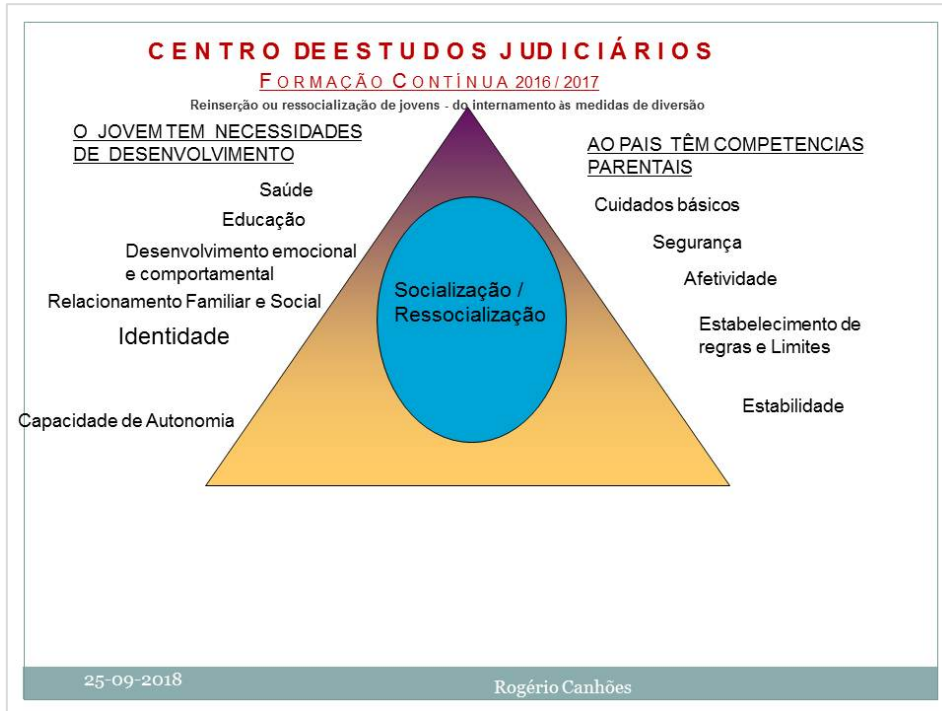 CENTRO DE ESTUDOS JUDICIÁRIOS
FORMAÇÃO CONTÍNUA 2016 / 2017
Reinserção ou ressocialização de jovens - do internamento às medidas de diversão
O JOVEM TEM NECESSIDADES
DE DESENVOLVIMENTO
Saúde
Educação
Desenvolvimento emocional
e comportamental
Relacionamento Familiar e Social
Identidade
Capacidade de Autonomia
Socialização /
Ressocialização
AO PAIS TÊM COMPETENCIAS
PARENTAIS
Cuidados básicos
Segurança
Afetividade
Estabelecimento de
regras e Limites
Estabilidade
25-09-2018
Rogério Canhões